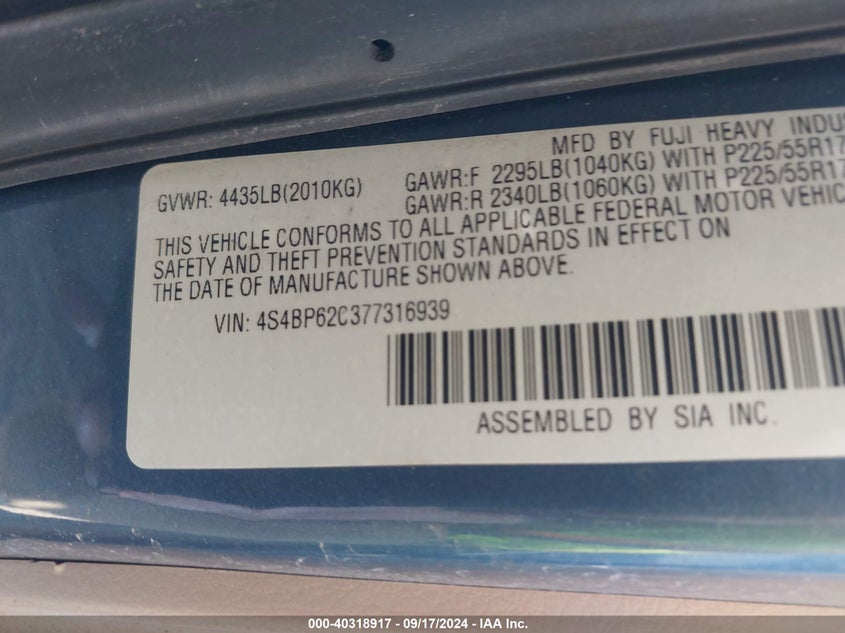 MFD BY FUJI HEAVY INDUS
GVWR: 4435LB(2010KG)
GAWR:F 2295LB(1040KG) WITH P225/55R17
GAWR:R 2340LB(1060KG) WITH P225/55R17
THIS VEHICLE CONFORMS TO ALL APPLICABLE FEDERAL MOTOR VEHIC
SAFETY AND THEFT PREVENTION STANDARDS IN EFFECT ON
THE DATE OF MANUFACTURE SHOWN ABOVE.
VIN: 4S4BP62C377316939
ASSEMBLED BY SIA INC.
000-40318917 - 09/17/2024 - IAA Inc.